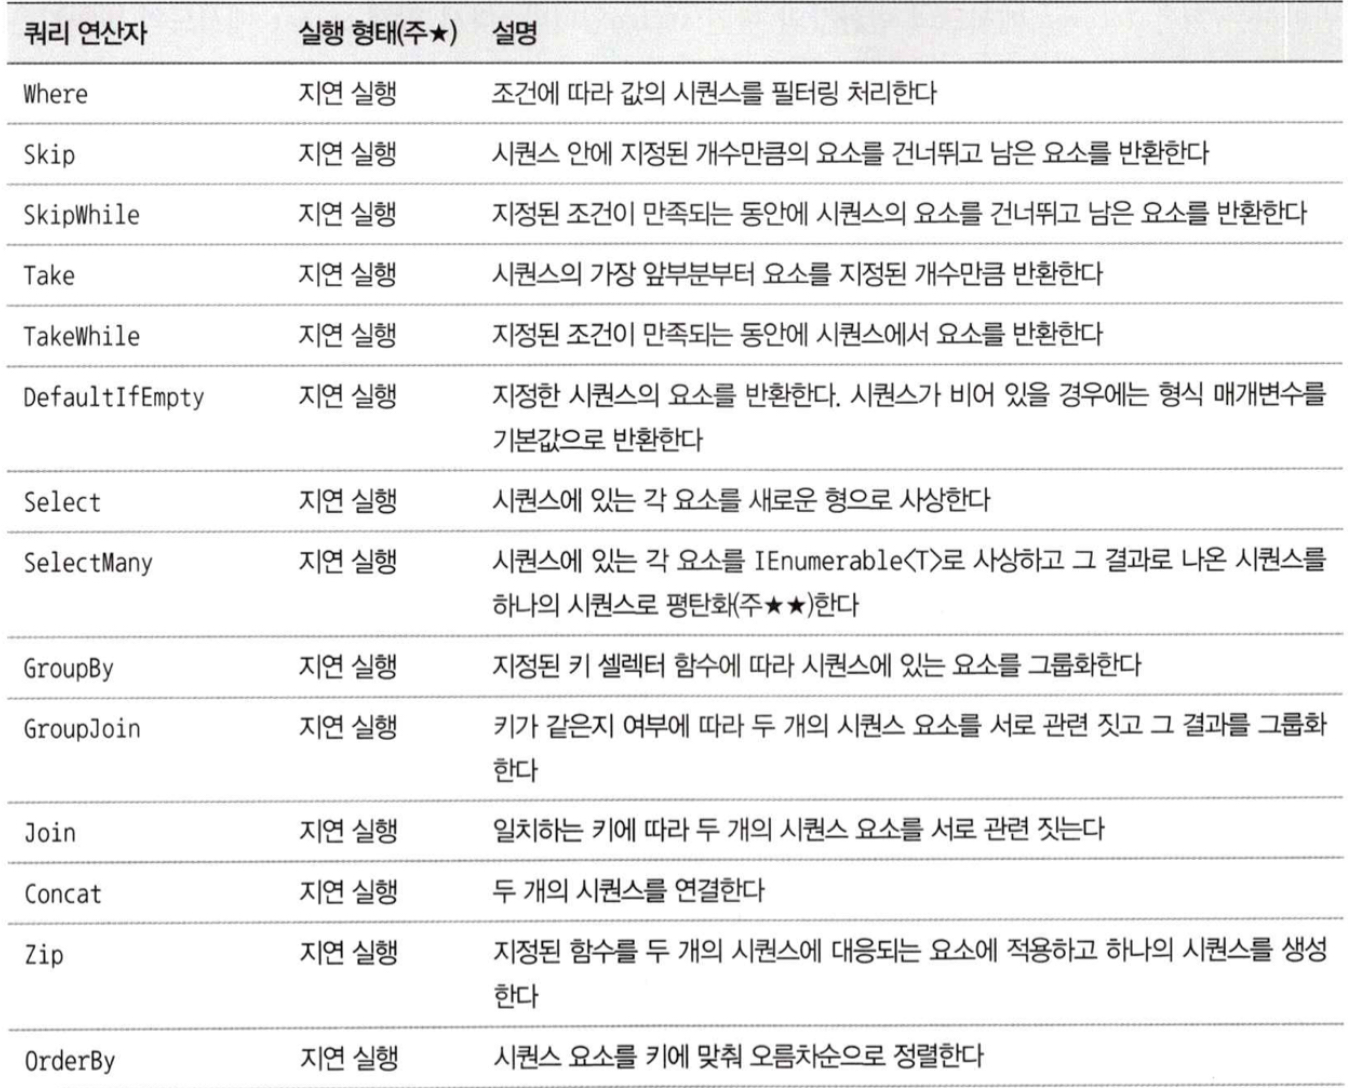 쿼리 연산자 실행 형태(주★) 설명
Where 지연 실행 조건에 따라 값의 시퀀스를 필터링 처리한다
Skip 지연 실행 시퀀스 안에 지정된 개수만큼의 요소를 건너뛰고 남은 요소를 반환한다
SkipWhile 지연 실행 지정된 조건이 만족되는 동안에 시퀀스의 요소를 건너뛰고 남은 요소를 반환한다
Take 지연 실행 시퀀스의 가장 앞부분부터 요소를 지정된 개수만큼 반환한다
TakeWhile 지연 실행 지정된 조건이 만족되는 동안에 시퀀스에서 요소를 반환한다
DefaultIfEmpty 지연 실행 지정한 시퀀스의 요소를 반환한다. 시퀀스가 비어 있을 경우에는 형식 매개변수를
기본값으로 반환한다
Select 지연 실행 시퀀스에 있는 각 요소를 새로운 형으로 사상한다
SelectMany 지연 실행 시퀀스에 있는 각 요소를 IEnumerable<T>로 사상하고 그 결과로 나온 시퀀스를
하나의 시퀀스로 평탄화(주★★)한다
GroupBy 지연 실행 지정된 키 셀렉터 함수에 따라 시퀀스에 있는 요소를 그룹화한다
GroupJoin 지연 실행 키가 같은지 여부에 따라 두 개의 시퀀스 요소를 서로 관련 짓고 그 결과를 그룹화
한다
Join 지연 실행 일치하는 키에 따라 두 개의 시퀀스 요소를 서로 관련 짓는다
Concat 지연 실행 두 개의 시퀀스를 연결한다
Zip 지연 실행 지정된 함수를 두 개의 시퀀스에 대응되는 요소에 적용하고 하나의 시퀀스를 생성
한다
OrderBy 지연 실행 시퀀스 요소를 키에 맞춰 오름차순으로 정렬한다